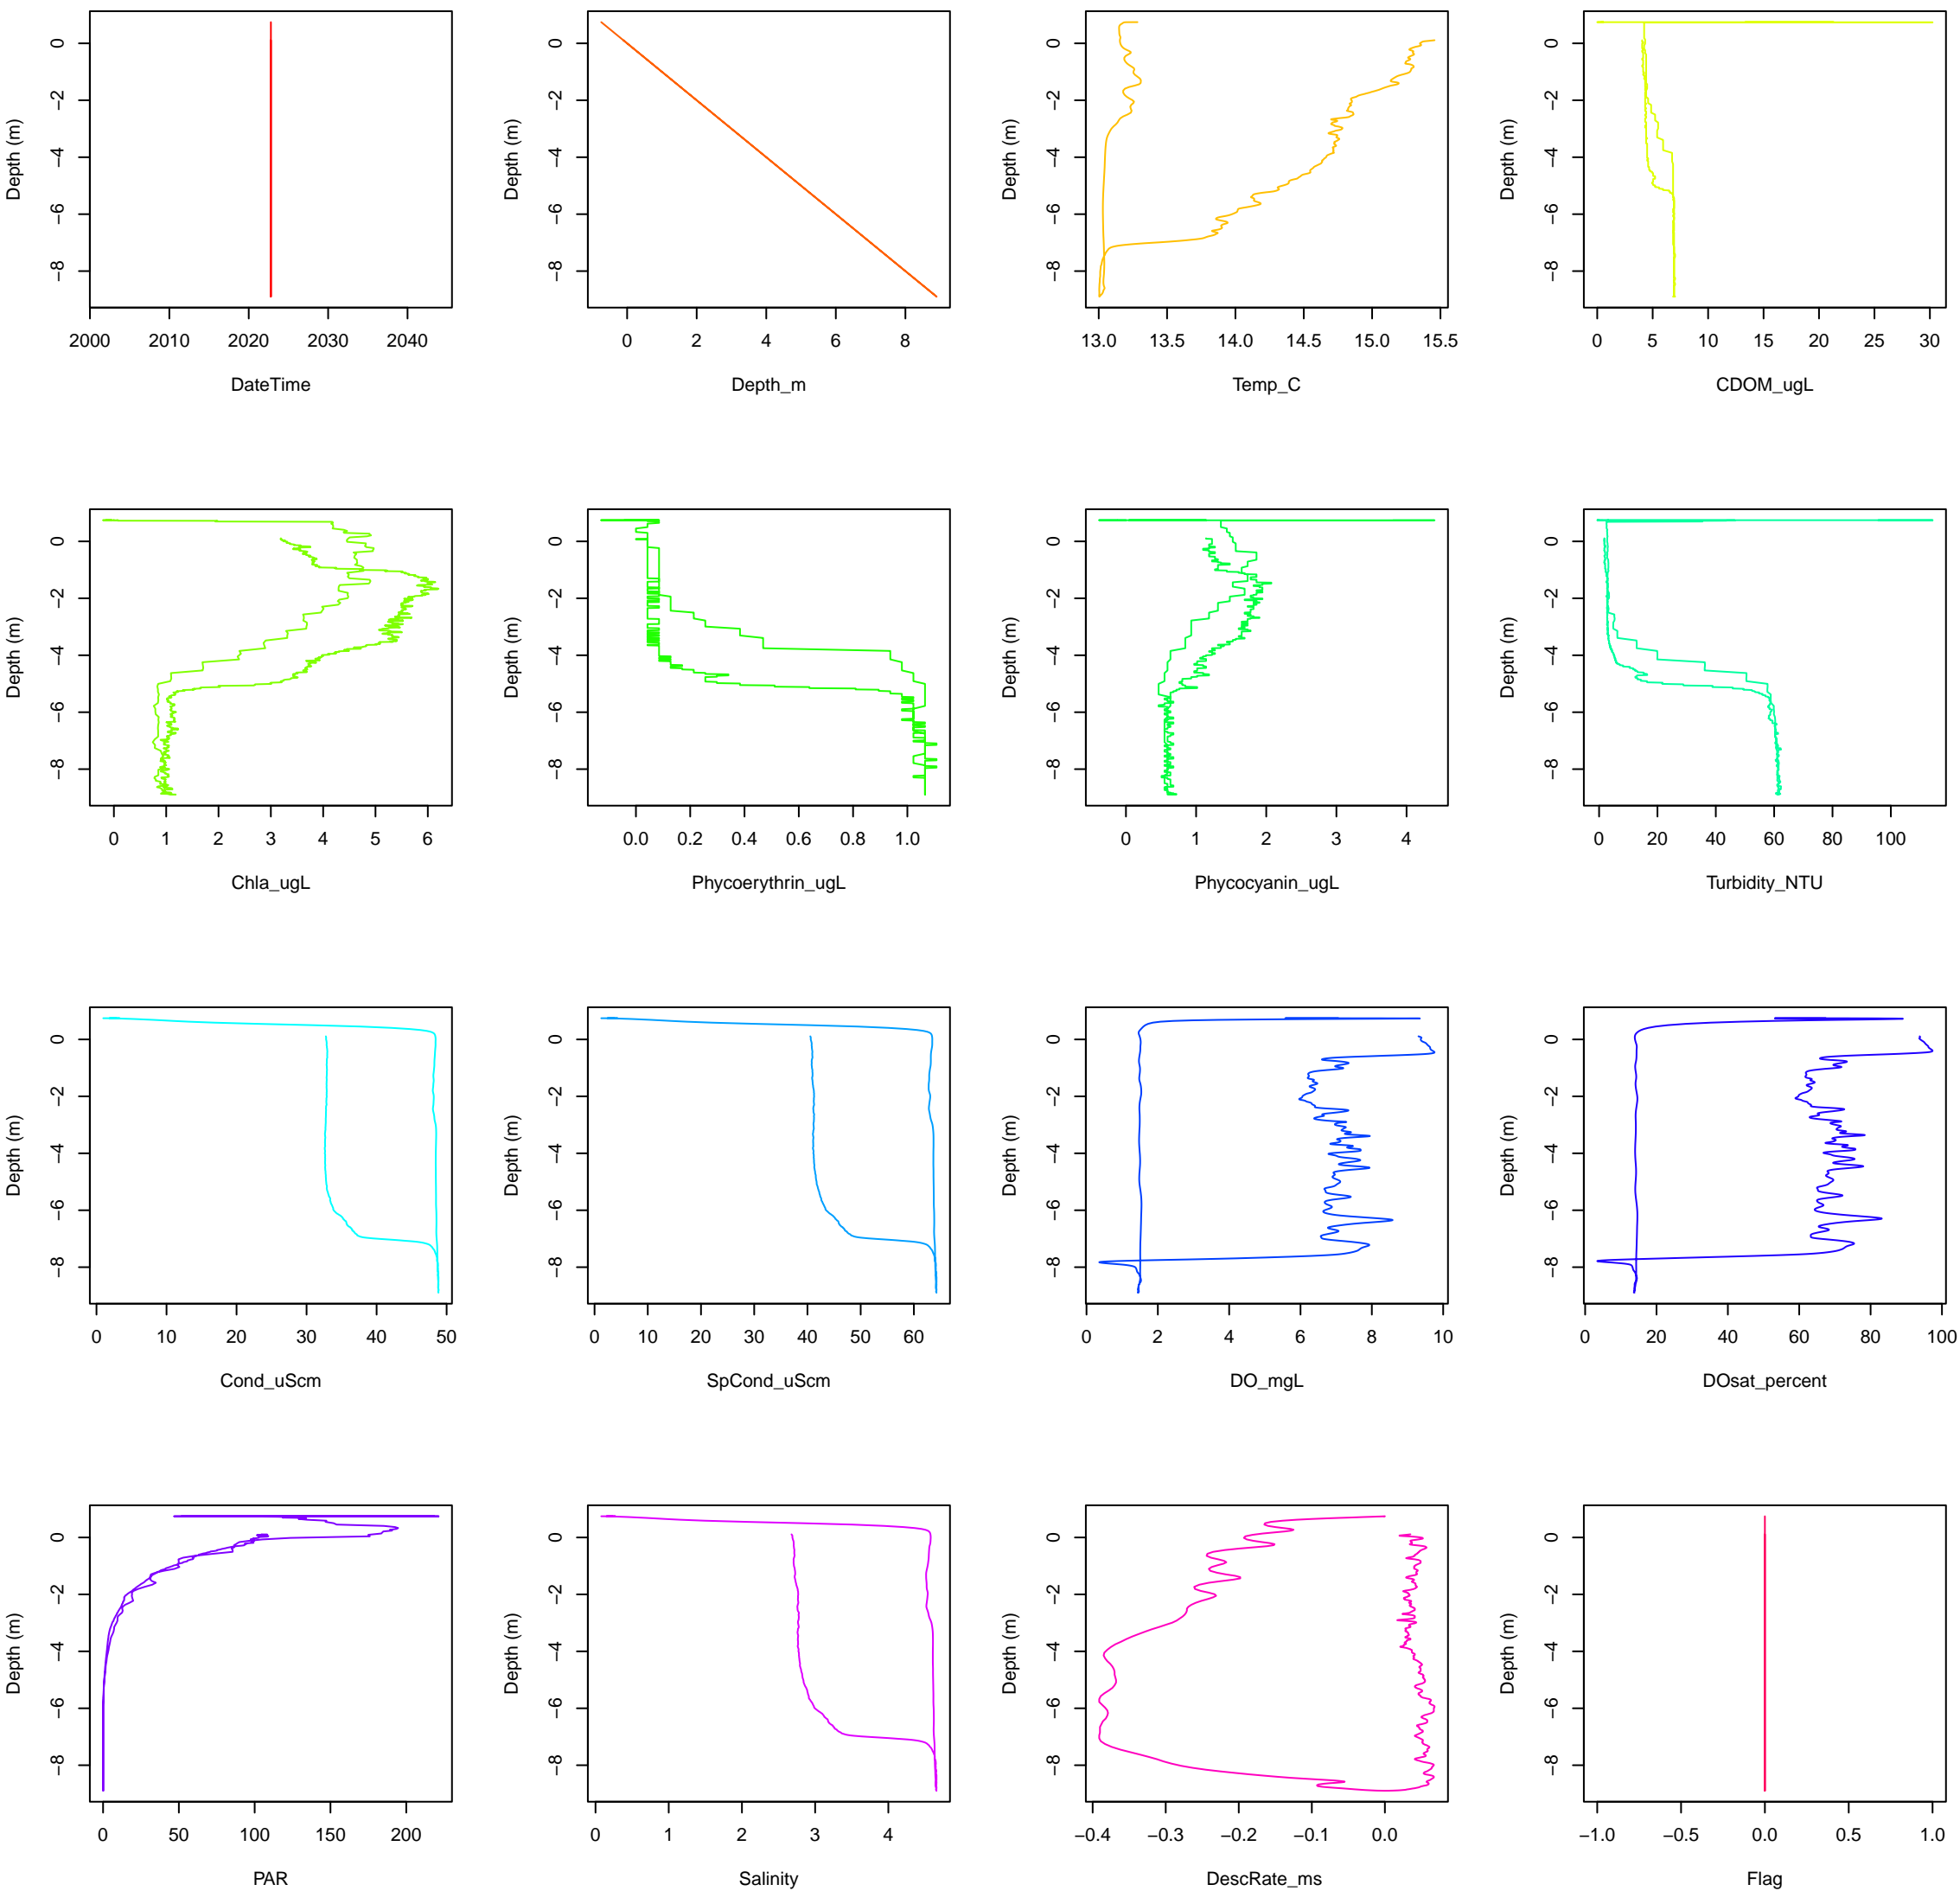 Depth (m)
−8 −6 −4 −2 0
2000 2010 2020 2030 2040
DateTime
Depth (m)
−8 −6 −4 −2 0
0 2 4 6 8
Depth_m
Depth (m)
−8 −6 −4 −2 0
13.0 13.5 14.0 14.5 15.0 15.5
Temp_C
Depth (m)
−8 −6 −4 −2 0
0 5 10 15 20 25 30
CDOM_ugL
Depth (m)
−8 −6 −4 −2 0
0 1 2 3 4 5 6
Chla_ugL
Depth (m)
−8 −6 −4 −2 0
0.0 0.2 0.4 0.6 0.8 1.0
Phycoerythrin_ugL
Depth (m)
−8 −6 −4 −2 0
0 1 2 3 4
Phycocyanin_ugL
Depth (m)
−8 −6 −4 −2 0
0 20 40 60 80 100
Turbidity_NTU
Depth (m)
−8 −6 −4 −2 0
0 10 20 30 40 50
Cond_uScm
Depth (m)
−8 −6 −4 −2 0
0 10 20 30 40 50 60
SpCond_uScm
Depth (m)
−8 −6 −4 −2 0
0 2 4 6 8 10
DO_mgL
Depth (m)
−8 −6 −4 −2 0
0 20 40 60 80 100
DOsat_percent
Depth (m)
−8 −6 −4 −2 0
0 50 100 150 200
PAR
Depth (m)
−8 −6 −4 −2 0
0 1 2 3 4
Salinity
Depth (m)
−8 −6 −4 −2 0
−0.4 −0.3 −0.2 −0.1 0.0
DescRate_ms
Depth (m)
−8 −6 −4 −2 0
−1.0 −0.5 0.0 0.5 1.0
Flag